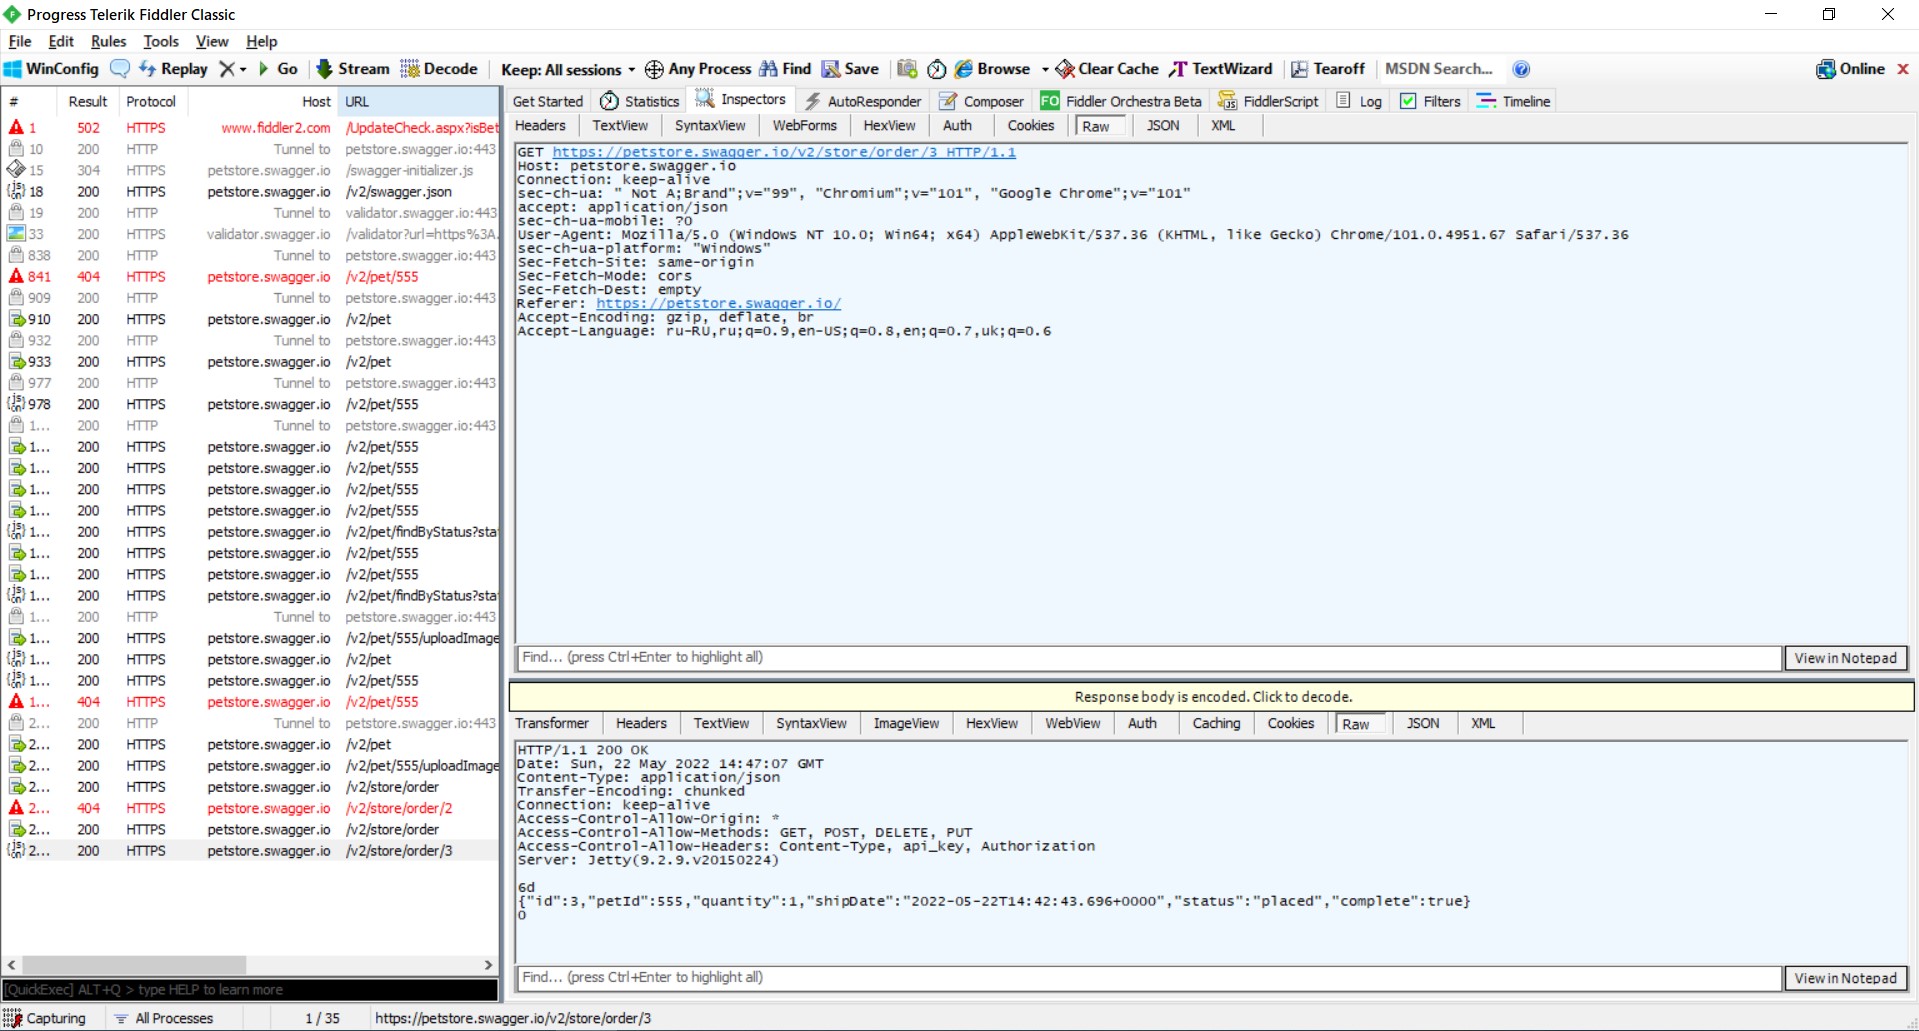 Progress Telerik Fiddler Classic
File Edit Rules Tools View Help
WinConfig Replay Go Stream Decode Keep: All sessions Any Process Find Save Browse Clear Cache TextWizard Tearoff MSDN Search... Online
# Result Protocol Host URL
1 502 HTTPS www.fiddler2.com /UpdateCheck.aspx?isBet
10 200 HTTP Tunnel to petstore.swagger.io:443
15 304 HTTPS petstore.swagger.io /swagger-initializer.js
18 200 HTTPS petstore.swagger.io /v2/swagger.json
19 200 HTTP Tunnel to validator.swagger.io:443
33 200 HTTPS validator.swagger.io /validator?url=https%3A.
838 200 HTTP Tunnel to petstore.swagger.io:443
841 404 HTTPS petstore.swagger.io /v2/pet/555
909 200 HTTP Tunnel to petstore.swagger.io:443
910 200 HTTPS petstore.swagger.io /v2/pet
932 200 HTTP Tunnel to petstore.swagger.io:443
933 200 HTTPS petstore.swagger.io /v2/pet
977 200 HTTP Tunnel to petstore.swagger.io:443
978 200 HTTPS petstore.swagger.io /v2/pet/555
1... 200 HTTP Tunnel to petstore.swagger.io:443
1... 200 HTTPS petstore.swagger.io /v2/pet/555
1... 200 HTTPS petstore.swagger.io /v2/pet/555
1... 200 HTTPS petstore.swagger.io /v2/pet/555
1... 200 HTTPS petstore.swagger.io /v2/pet/555
1... 200 HTTPS petstore.swagger.io /v2/pet/findByStatus?sta
1... 200 HTTPS petstore.swagger.io /v2/pet/555
1... 200 HTTPS petstore.swagger.io /v2/pet/555
1... 200 HTTPS petstore.swagger.io /v2/pet/findByStatus?sta
1... 200 HTTP Tunnel to petstore.swagger.io:443
1... 200 HTTPS petstore.swagger.io /v2/pet/555/uploadImage
1... 200 HTTPS petstore.swagger.io /v2/pet
1... 200 HTTPS petstore.swagger.io /v2/pet/555
1... 404 HTTPS petstore.swagger.io /v2/pet/555
2... 200 HTTP Tunnel to petstore.swagger.io:443
2... 200 HTTPS petstore.swagger.io /v2/pet
2... 200 HTTPS petstore.swagger.io /v2/pet/555/uploadImage
2... 200 HTTPS petstore.swagger.io /v2/store/order
2... 404 HTTPS petstore.swagger.io /v2/store/order/2
2... 200 HTTPS petstore.swagger.io /v2/store/order
2... 200 HTTPS petstore.swagger.io /v2/store/order/3
[QuickExec] ALT+Q > type HELP to learn more
Get Started Statistics Inspectors AutoResponder Composer FO Fiddler Orchestra Beta FiddlerScript Log Filters Timeline
Headers TextView SyntaxView WebForms HexView Auth Cookies Raw JSON XML
GET https://petstore.swagger.io/v2/store/order/3 HTTP/1.1
Host: petstore.swagger.io
Connection: keep-alive
sec-ch-ua: " Not A;Brand";v="99", "Chromium";v="101", "Google Chrome";v="101"
accept: application/json
sec-ch-ua-mobile: ?0
User-Agent: Mozilla/5.0 (Windows NT 10.0; Win64; x64) AppleWebKit/537.36 (KHTML, like Gecko) Chrome/101.0.4951.67 Safari/537.36
sec-ch-ua-platform: "Windows"
Sec-Fetch-Site: same-origin
Sec-Fetch-Mode: cors
Sec-Fetch-Dest: empty
Referer: https://petstore.swagger.io/
Accept-Encoding: gzip, deflate, br
Accept-Language: ru-RU,ru;q=0.9,en-US;q=0.8,en;q=0.7,uk;q=0.6
Find... (press Ctrl+Enter to highlight all) View in Notepad
Response body is encoded. Click to decode.
Transformer Headers TextView SyntaxView ImageView HexView WebView Auth Caching Cookies Raw JSON XML
HTTP/1.1 200 OK
Date: Sun, 22 May 2022 14:47:07 GMT
Content-Type: application/json
Transfer-Encoding: chunked
Connection: keep-alive
Access-Control-Allow-Origin: *
Access-Control-Allow-Methods: GET, POST, DELETE, PUT
Access-Control-Allow-Headers: Content-Type, api_key, Authorization
Server: Jetty(9.2.9.v20150224)
6d
{"id":3,"petId":555,"quantity":1,"shipDate":"2022-05-22T14:42:43.696+0000","status":"placed","complete":true}
0
Find... (press Ctrl+Enter to highlight all) View in Notepad
Capturing All Processes 1 / 35 https://petstore.swagger.io/v2/store/order/3